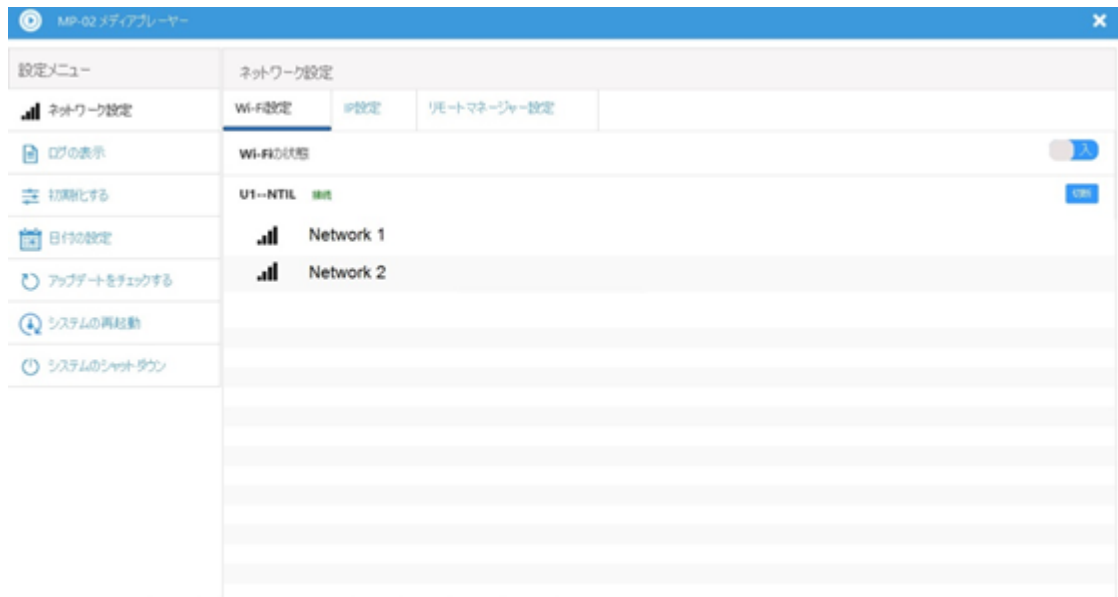 MP-02 メディアプレーヤー
設定メニュー
ネットワーク設定
ログの表示
初期化とする
日付の設定
アップデートをチェックする
システムの再起動
システムのシャットダウン
ネットワーク設定
Wi-Fi設定
IP設定
リモートマネージャー設定
Wi-Fiの状態
入
U1--NTIL 接続
切断
Network 1
Network 2